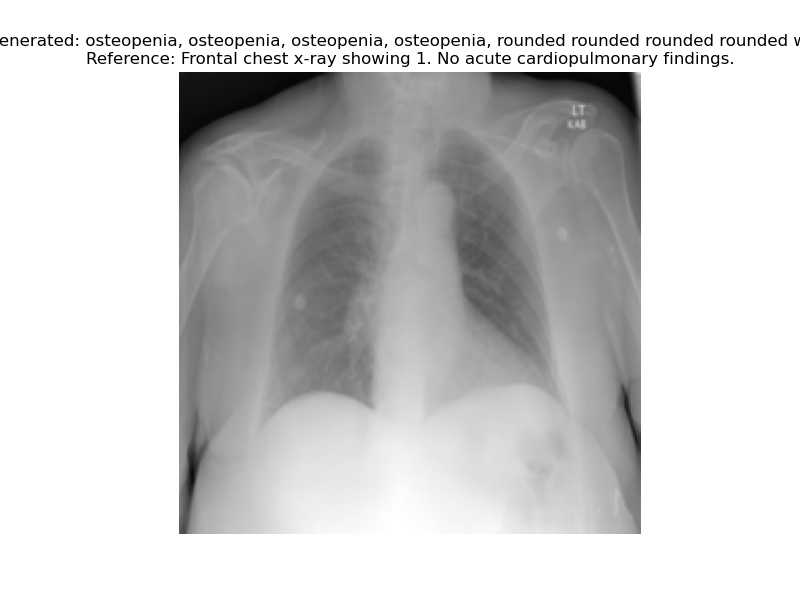 enerated: osteopenia, osteopenia, osteopenia, osteopenia, rounded rounded rounded rounded w
Reference: Frontal chest x-ray showing 1. No acute cardiopulmonary findings.
LT